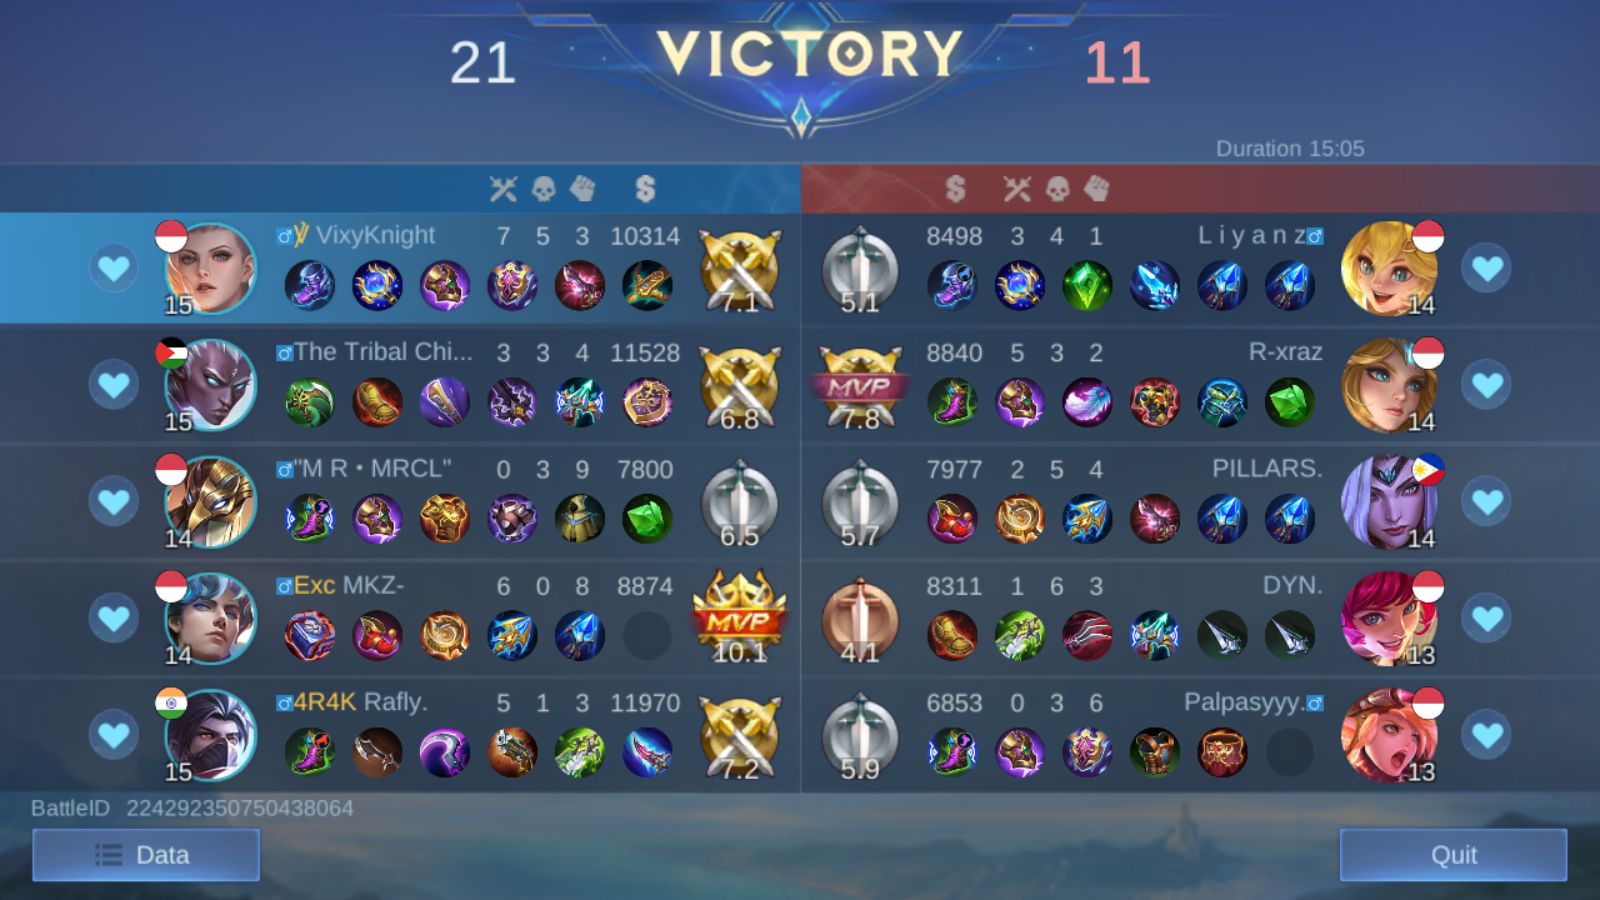 21 VICTORY 11
Duration 15:05
VixyKnight 7 5 3 10314
15 7.1
5.1 8498 3 4 1 Liyanz
14
The Tribal Chi... 3 3 4 11528
15 6.8
MVP 7.8 8840 5 3 2 R-xraz
14
"M R • MRCL" 0 3 9 7800
14 6.5
5.7 7977 2 5 4 PILLARS.
14
Exc MKZ- 6 0 8 8874
14 MVP 10.1
4.1 8311 1 6 3 DYN.
13
4R4K Rafly. 5 1 3 11970
15 7.2
5.9 6853 0 3 6 Palpasyyy.
13
BattleID 224292350750438064
Data
Quit